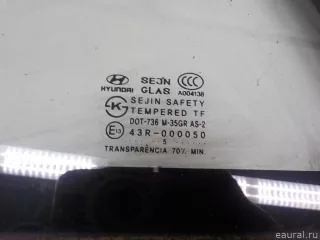 HYUNDAI SEJIN GLAS CCC A004138
K SEJIN SAFETY
TEMPERED TF
DOT-736 M-35GR AS-2
E13 43R-000050
5
TRANSPARÊNCIA 70% MIN.
eaural.ru